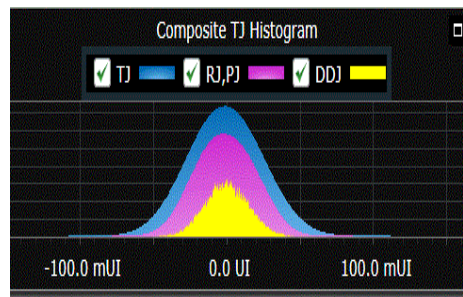 Composite TJ Histogram
TJ RJ,PJ DDJ
-100.0 mUI 0.0 UI 100.0 mUI